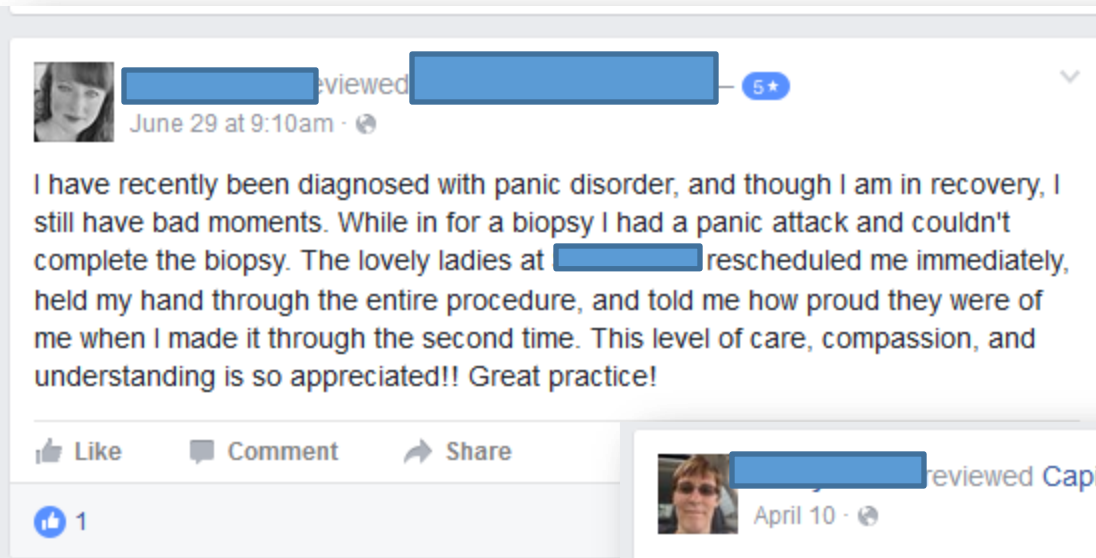 eviewed – 5★
June 29 at 9:10am ·
I have recently been diagnosed with panic disorder, and though I am in recovery, I
still have bad moments. While in for a biopsy I had a panic attack and couldn't
complete the biopsy. The lovely ladies at rescheduled me immediately,
held my hand through the entire procedure, and told me how proud they were of
me when I made it through the second time. This level of care, compassion, and
understanding is so appreciated!! Great practice!
Like Comment Share
1
reviewed Capi
April 10 ·